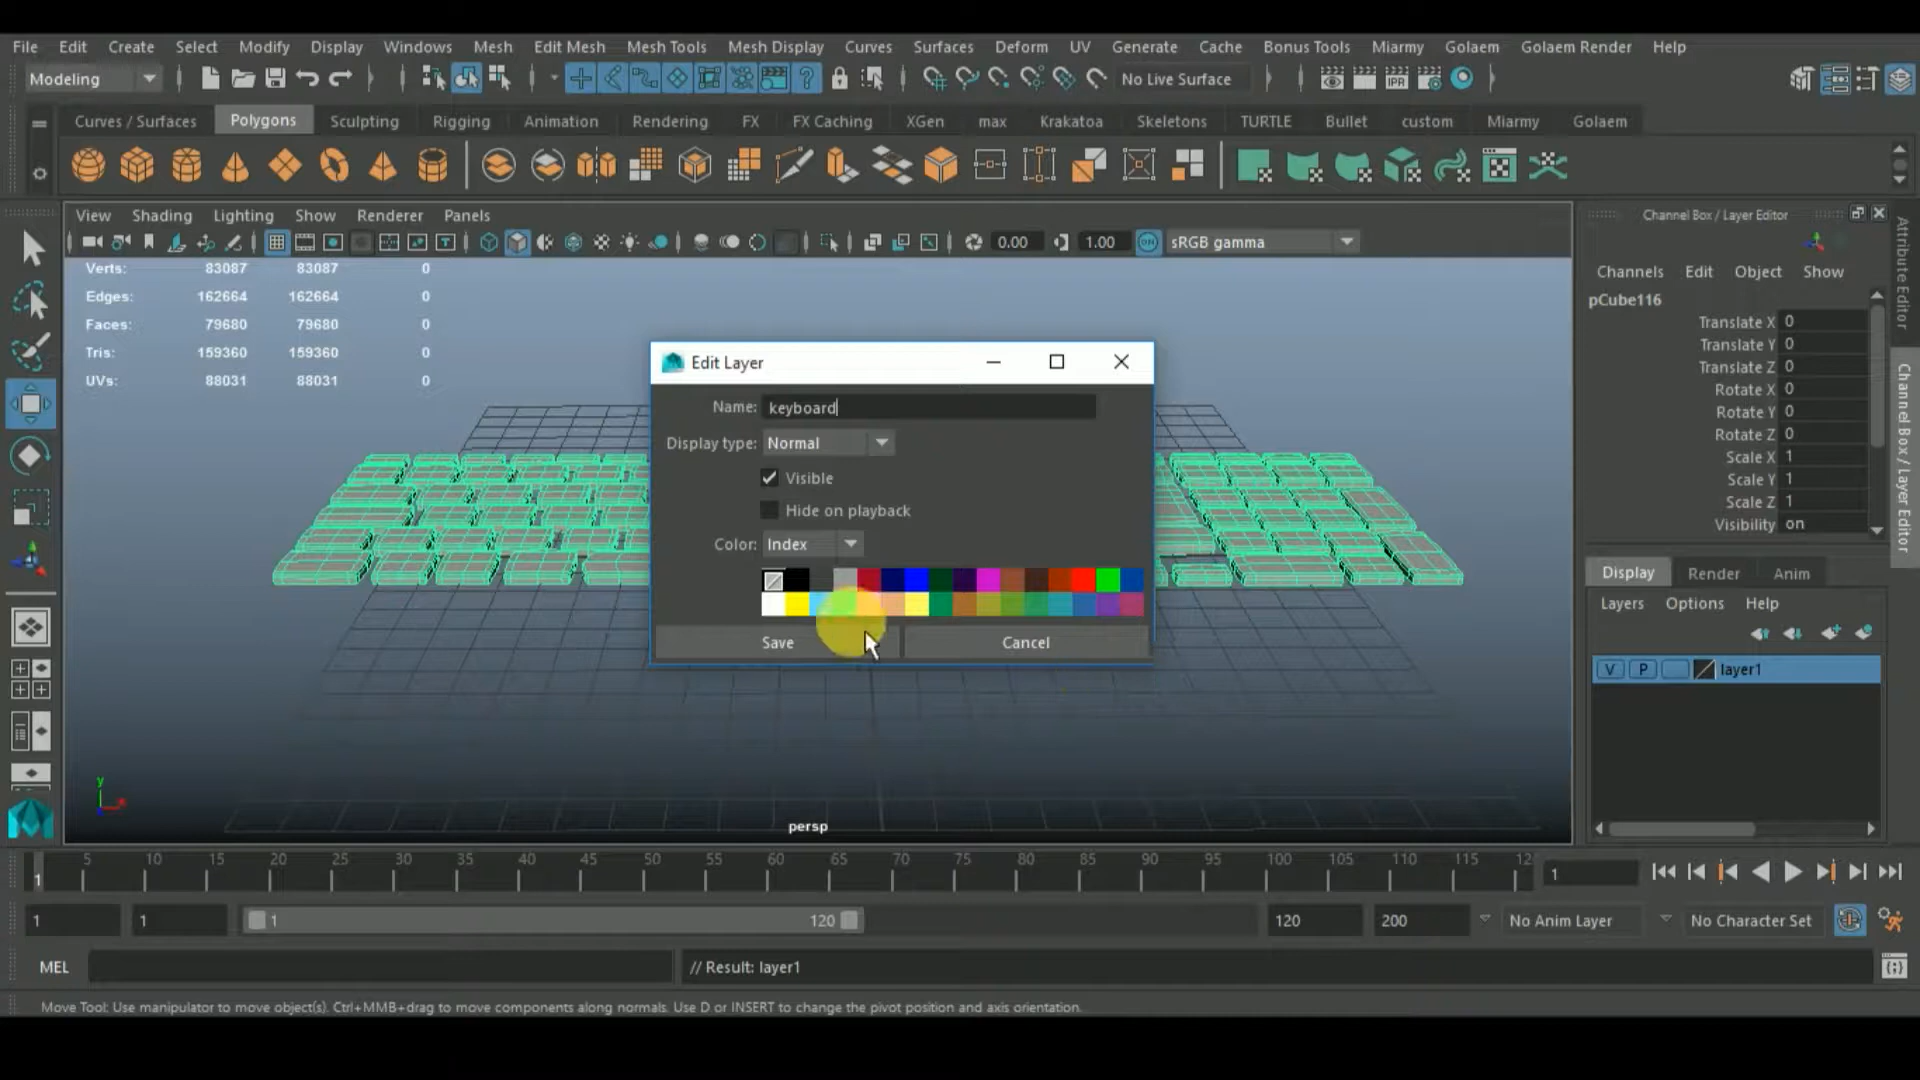 File Edit Create Select Modify Display Windows Mesh Edit Mesh Mesh Tools Mesh Display Curves Surfaces Deform UV Generate Cache Bonus Tools Miarmy Golaem Golaem Render Help
Modeling No Live Surface IPR
Curves / Surfaces Polygons Sculpting Rigging Animation Rendering FX FX Caching XGen max Krakatoa Skeletons TURTLE Bullet custom Miarmy Golaem
View Shading Lighting Show Renderer Panels
0.00 1.00 ON sRGB gamma
Verts: 83087 83087 0
Edges: 162664 162664 0
Faces: 79680 79680 0
Tris: 159360 159360 0
UVs: 88031 88031 0
Edit Layer
Name: keyboard
Display type: Normal
Visible
Hide on playback
Color: Index
Save Cancel
y
persp
Channel Box / Layer Editor
Channels Edit Object Show
pCube116
Translate X 0
Translate Y 0
Translate Z 0
Rotate X 0
Rotate Y 0
Rotate Z 0
Scale X 1
Scale Y 1
Scale Z 1
Visibility on
Display Render Anim
Layers Options Help
V P layer1
Attribute Editor
Channel Box / Layer Editor
1 5 10 15 20 25 30 35 40 45 50 55 60 65 70 75 80 85 90 95 100 105 110 115 12 1
1 1 1 120 120 200 No Anim Layer No Character Set
MEL // Result: layer1
Move Tool: Use manipulator to move object(s). Ctrl+MMB+drag to move components along normals. Use D or INSERT to change the pivot position and axis orientation.